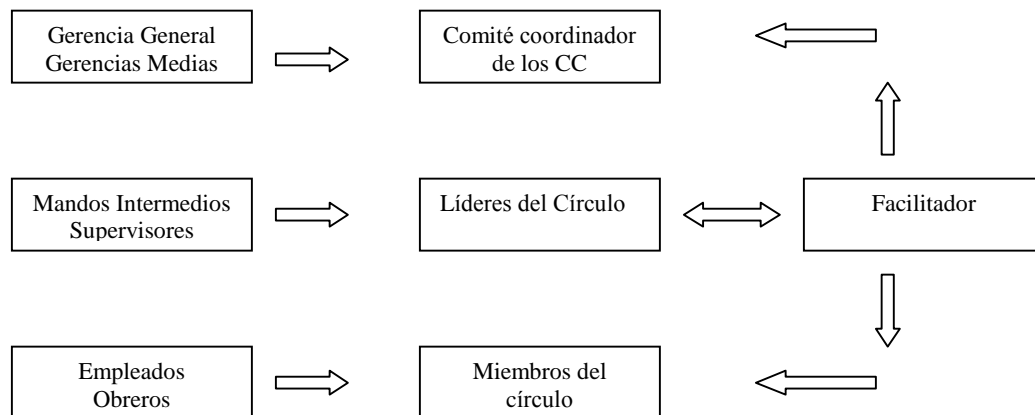 Gerencia General
Gerencias Medias
Comité coordinador
de los CC
Mandos Intermedios
Supervisores
Líderes del Círculo
Facilitador
Empleados
Obreros
Miembros del
círculo